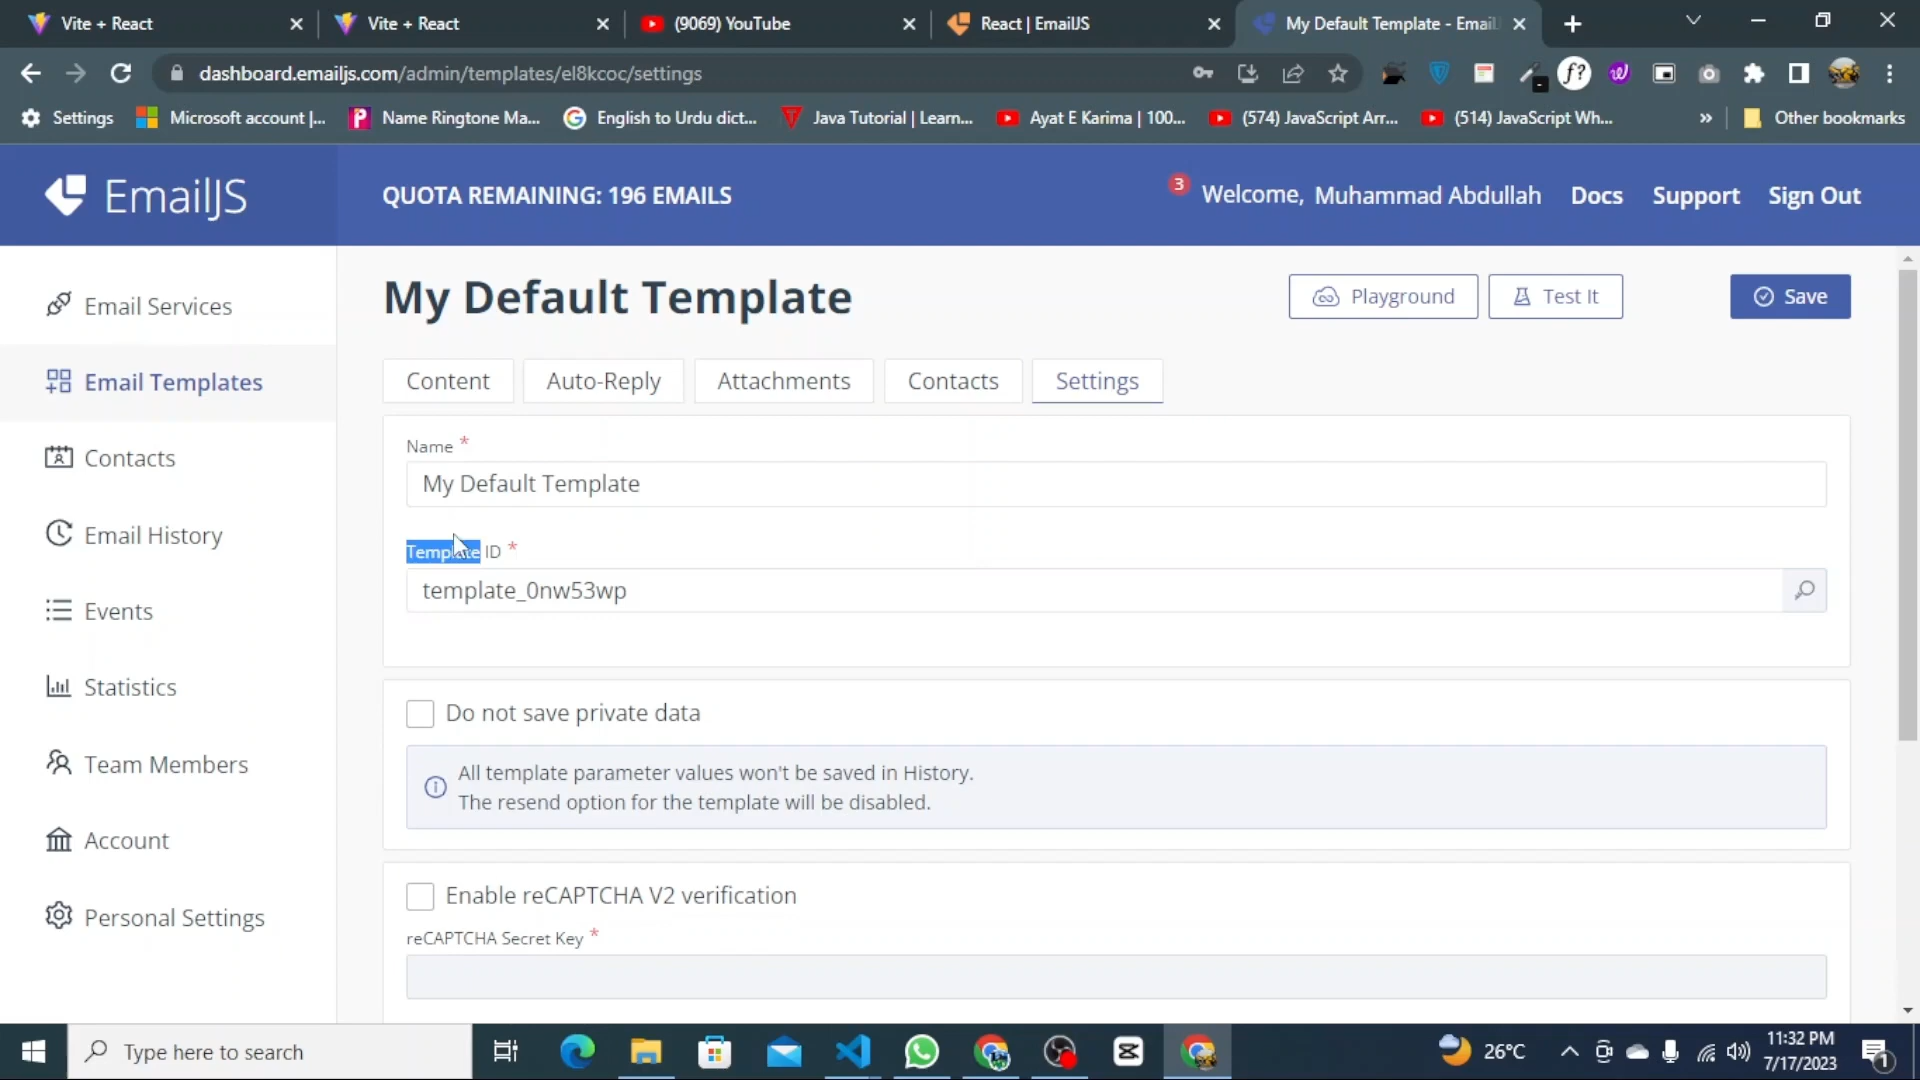 Vite + React
Vite + React
(9069) YouTube
React | EmailJS
My Default Template - Email
dashboard.emailjs.com/admin/templates/el8kcoc/settings
f?
Settings
Microsoft account |...
Name Ringtone Ma...
English to Urdu dict...
Java Tutorial | Learn...
Ayat E Karima | 100...
(574) JavaScript Arr...
(514) JavaScript Wh...
»
Other bookmarks
EmailJS
QUOTA REMAINING: 196 EMAILS
3
Welcome, Muhammad Abdullah
Docs
Support
Sign Out
Email Services
Email Templates
Contacts
Email History
Events
Statistics
Team Members
Account
Personal Settings
My Default Template
Playground
Test It
Save
Content
Auto-Reply
Attachments
Contacts
Settings
Name *
My Default Template
Template ID *
template_0nw53wp
Do not save private data
All template parameter values won't be saved in History.
The resend option for the template will be disabled.
Enable reCAPTCHA V2 verification
reCAPTCHA Secret Key *
Type here to search
26°C
11:32 PM
7/17/2023
1